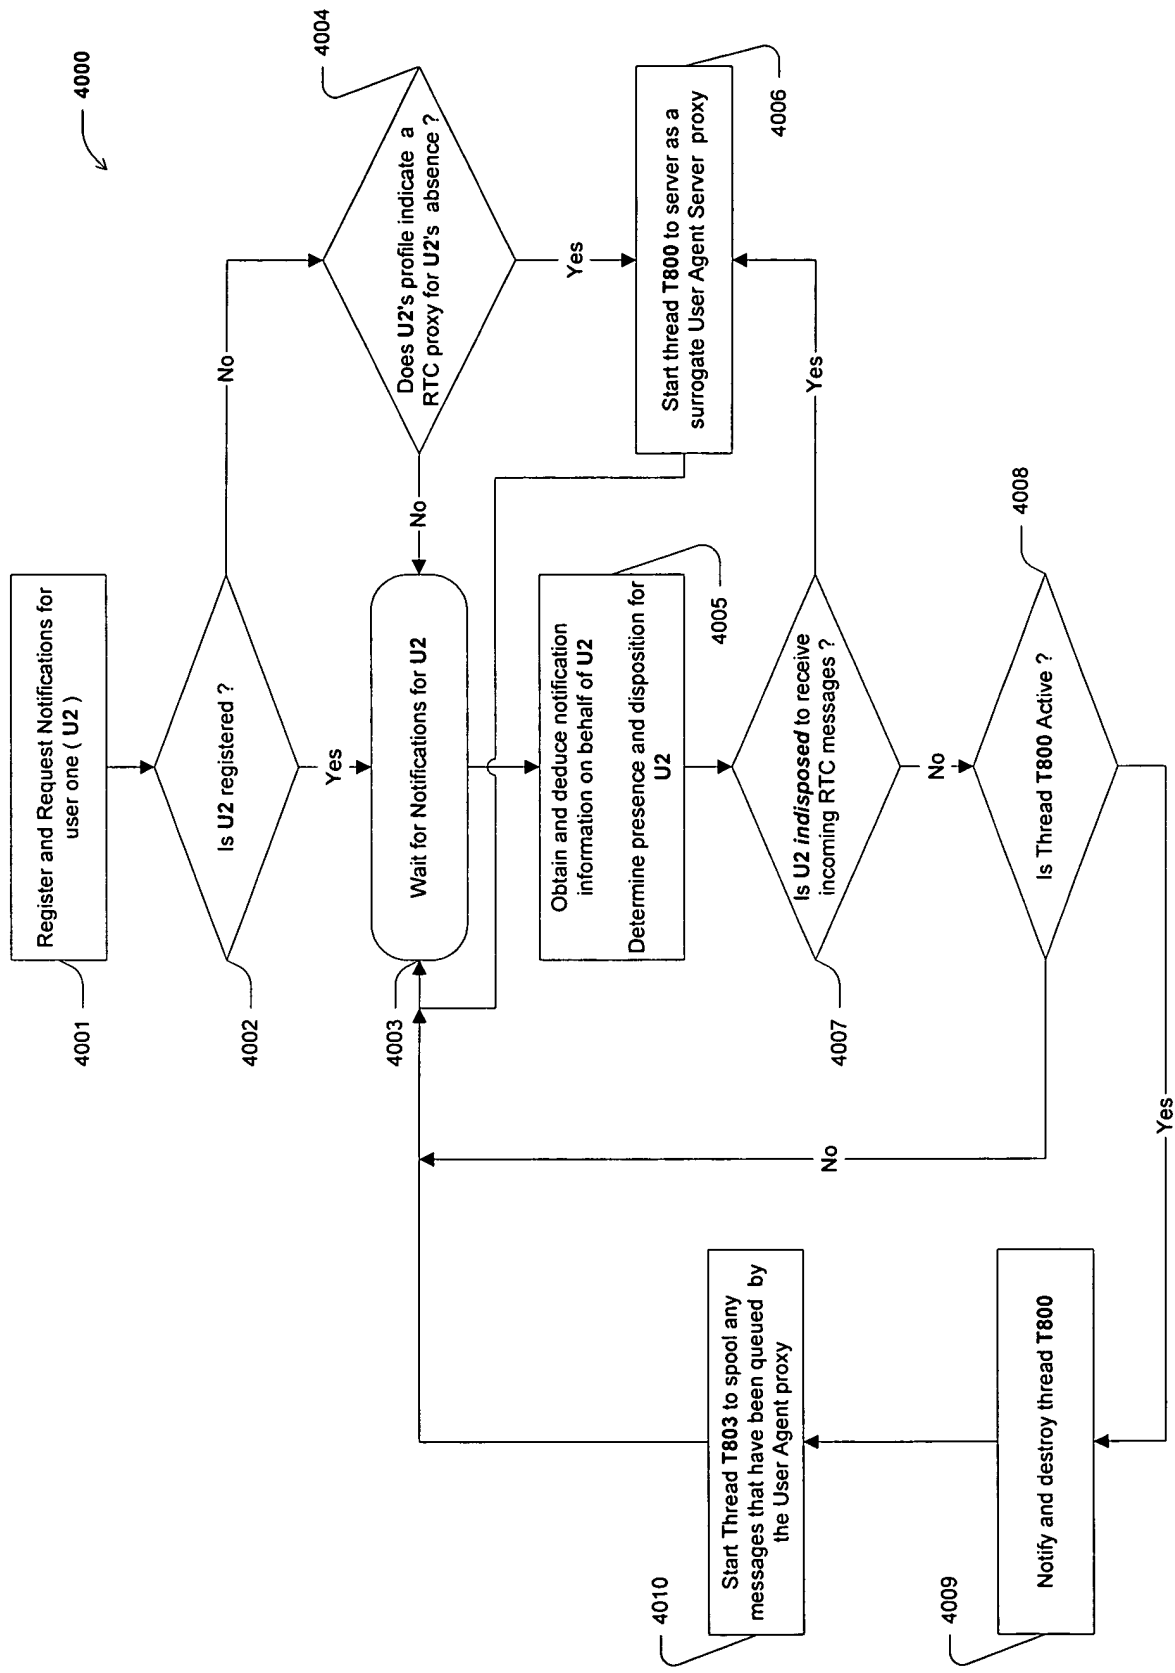 4000
Register and Request Notifications for
user one ( U2 )
4001
Is U2 registered ?
4002
No
Yes
Does U2's profile indicate a
RTC proxy for U2's absence ?
4004
No
Yes
Wait for Notifications for U2
4003
Start thread T800 to server as a
surrogate User Agent Server proxy
4006
Obtain and deduce notification
information on behalf of U2
Determine presence and disposition for
U2
4005
Is U2 indisposed to receive
incoming RTC messages ?
4007
Yes
No
Is Thread T800 Active ?
4008
No
Yes
Start Thread T803 to spool any
messages that have been queued by
the User Agent proxy
4010
Notify and destroy thread T800
4009